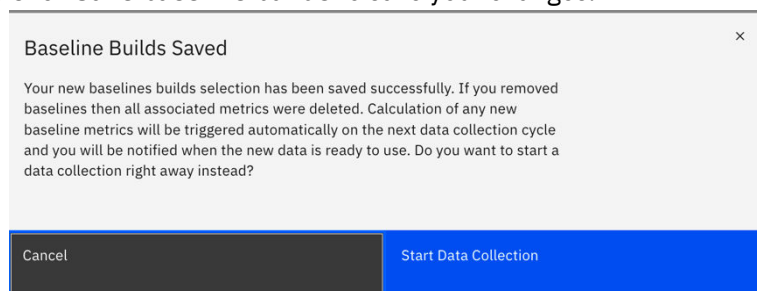 Baseline Builds Saved
×
Your new baselines builds selection has been saved successfully. If you removed
baselines then all associated metrics were deleted. Calculation of any new
baseline metrics will be triggered automatically on the next data collection cycle
and you will be notified when the new data is ready to use. Do you want to start a
data collection right away instead?
Cancel
Start Data Collection